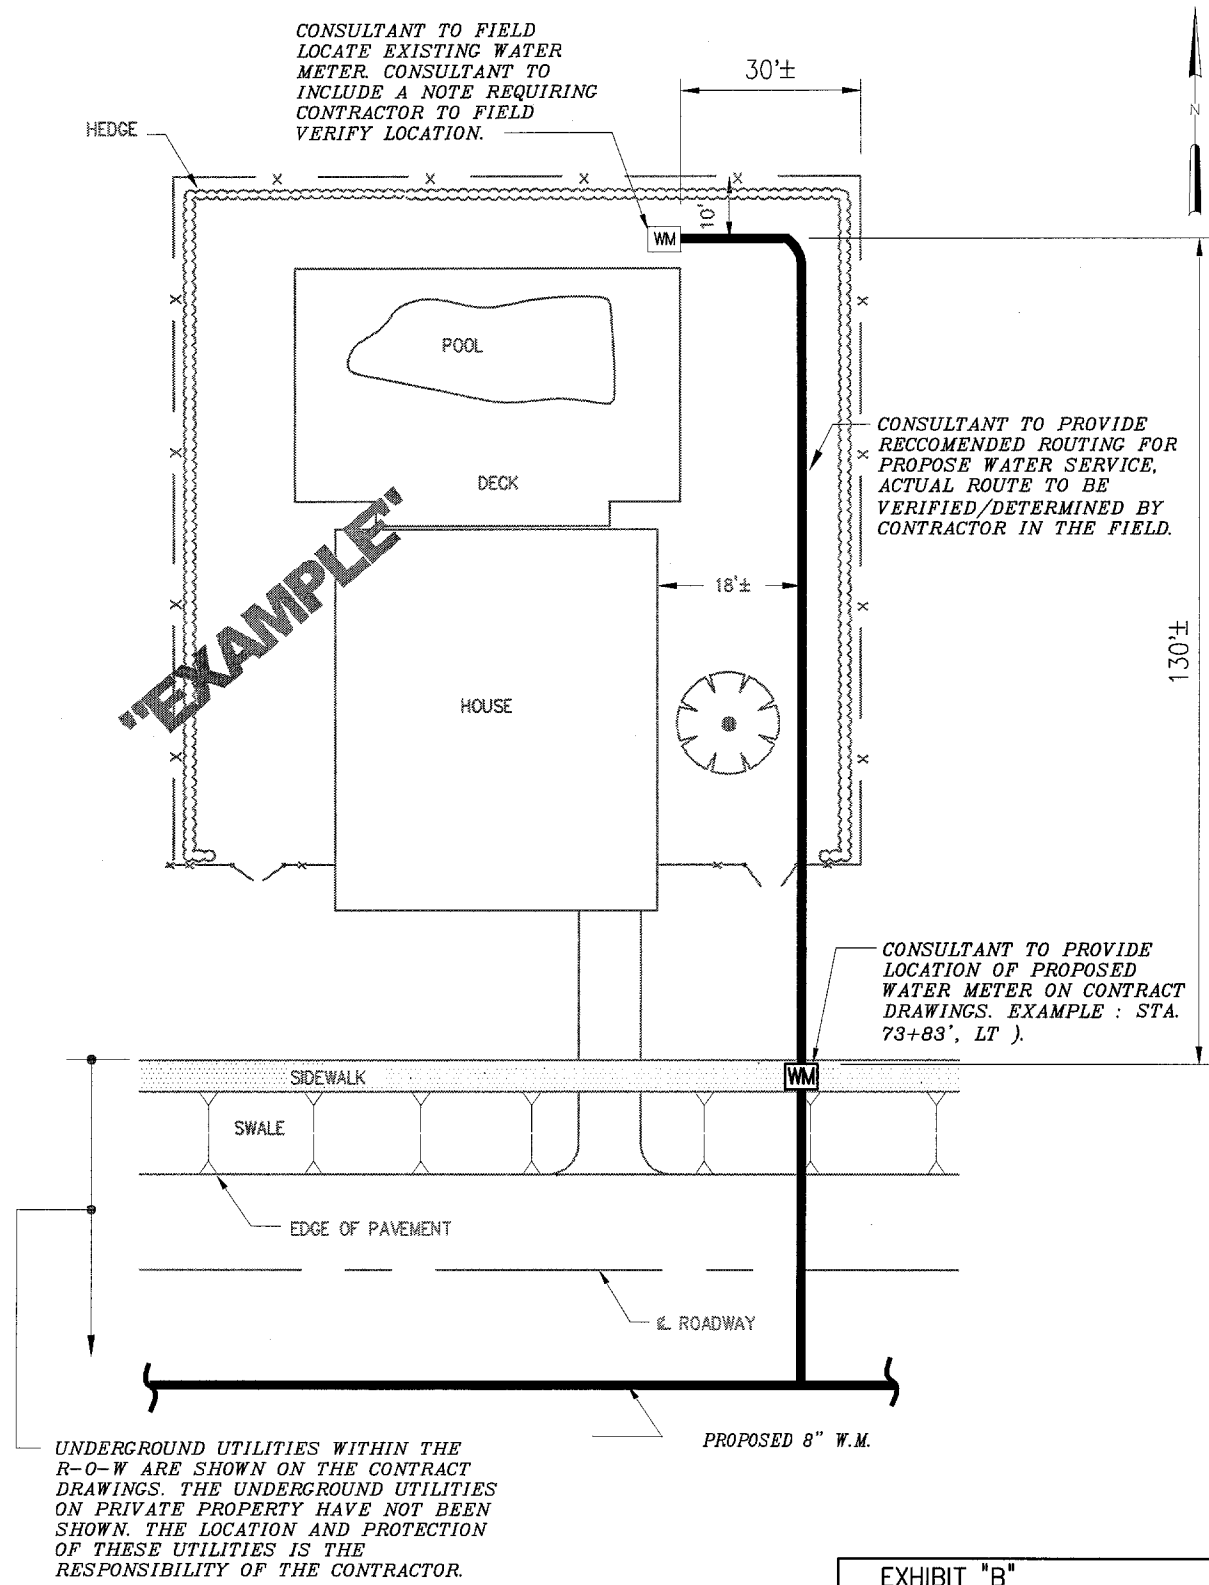 CONSULTANT TO FIELD
LOCATE EXISTING WATER
METER. CONSULTANT TO
INCLUDE A NOTE REQUIRING
CONTRACTOR TO FIELD
VERIFY LOCATION.
30'±
N
HEDGE
10'
WM
POOL
DECK
CONSULTANT TO PROVIDE
RECCOMENDED ROUTING FOR
PROPOSE WATER SERVICE,
ACTUAL ROUTE TO BE
VERIFIED/DETERMINED BY
CONTRACTOR IN THE FIELD.
"EXAMPLE"
18'±
130'±
HOUSE
CONSULTANT TO PROVIDE
LOCATION OF PROPOSED
WATER METER ON CONTRACT
DRAWINGS. EXAMPLE : STA.
73+83', LT ).
SIDEWALK
WM
SWALE
EDGE OF PAVEMENT
℄ ROADWAY
PROPOSED 8" W.M.
UNDERGROUND UTILITIES WITHIN THE
R-O-W ARE SHOWN ON THE CONTRACT
DRAWINGS. THE UNDERGROUND UTILITIES
ON PRIVATE PROPERTY HAVE NOT BEEN
SHOWN. THE LOCATION AND PROTECTION
OF THESE UTILITIES IS THE
RESPONSIBILITY OF THE CONTRACTOR.
EXHIBIT "B"